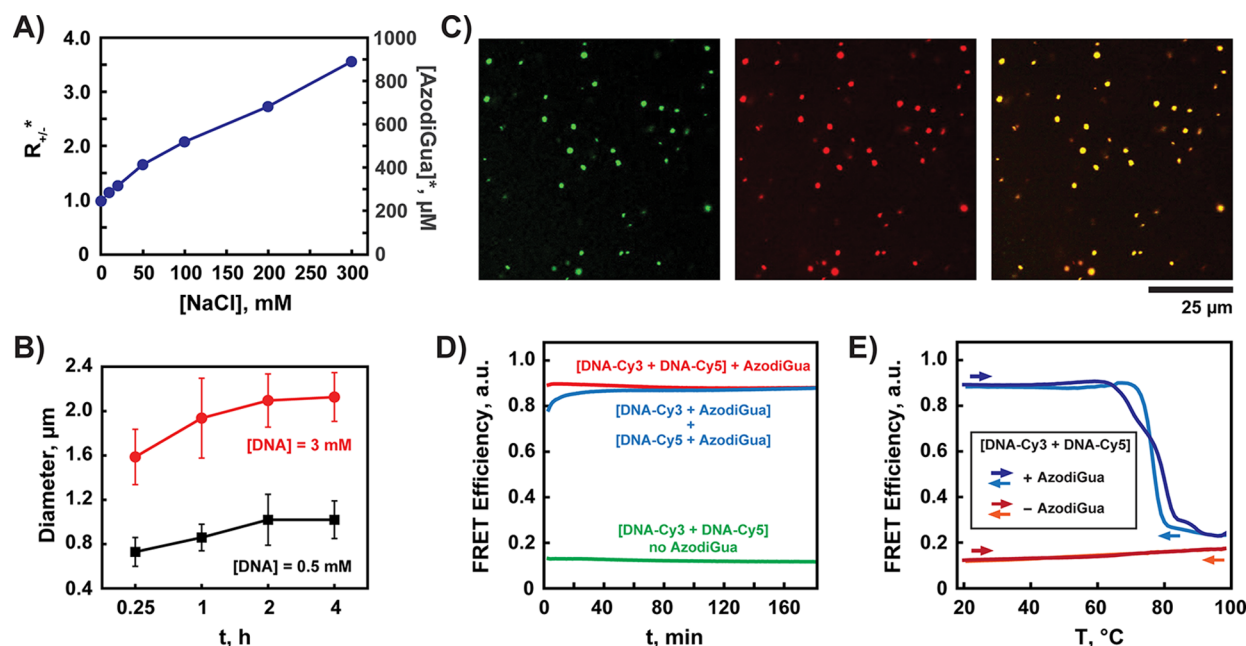 A)
4.0
3.0
2.0
1.0
0
R+/-*
1000
800
600
400
200
0
[AzodiGua]*, µM
0 50 100 150 200 250 300
[NaCl], mM
C)
25 µm
B)
2.4
2.0
1.6
1.2
0.8
0.4
Diameter, µm
[DNA] = 3 mM
[DNA] = 0.5 mM
0.25 1 2 4
t, h
D)
1.0
0.8
0.6
0.4
0.2
0
FRET Efficiency, a.u.
[DNA-Cy3 + DNA-Cy5] + AzodiGua
[DNA-Cy3 + AzodiGua]
+
[DNA-Cy5 + AzodiGua]
[DNA-Cy3 + DNA-Cy5]
no AzodiGua
0 40 80 120 160
t, min
E)
1.0
0.8
0.6
0.4
0.2
0
FRET Efficiency, a.u.
[DNA-Cy3 + DNA-Cy5]
+ AzodiGua
– AzodiGua
20 40 60 80 100
T, °C